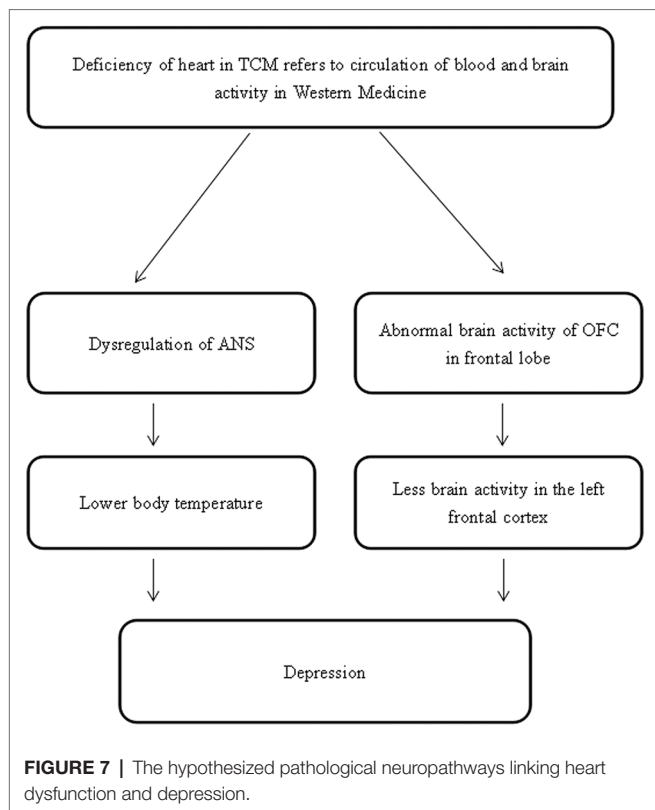 Deficiency of heart in TCM refers to circulation of blood and brain
activity in Western Medicine
Dysregulation of ANS
Abnormal brain activity of OFC
in frontal lobe
Lower body temperature
Less brain activity in the left
frontal cortex
Depression
FIGURE 7 | The hypothesized pathological neuropathways linking heart
dysfunction and depression.